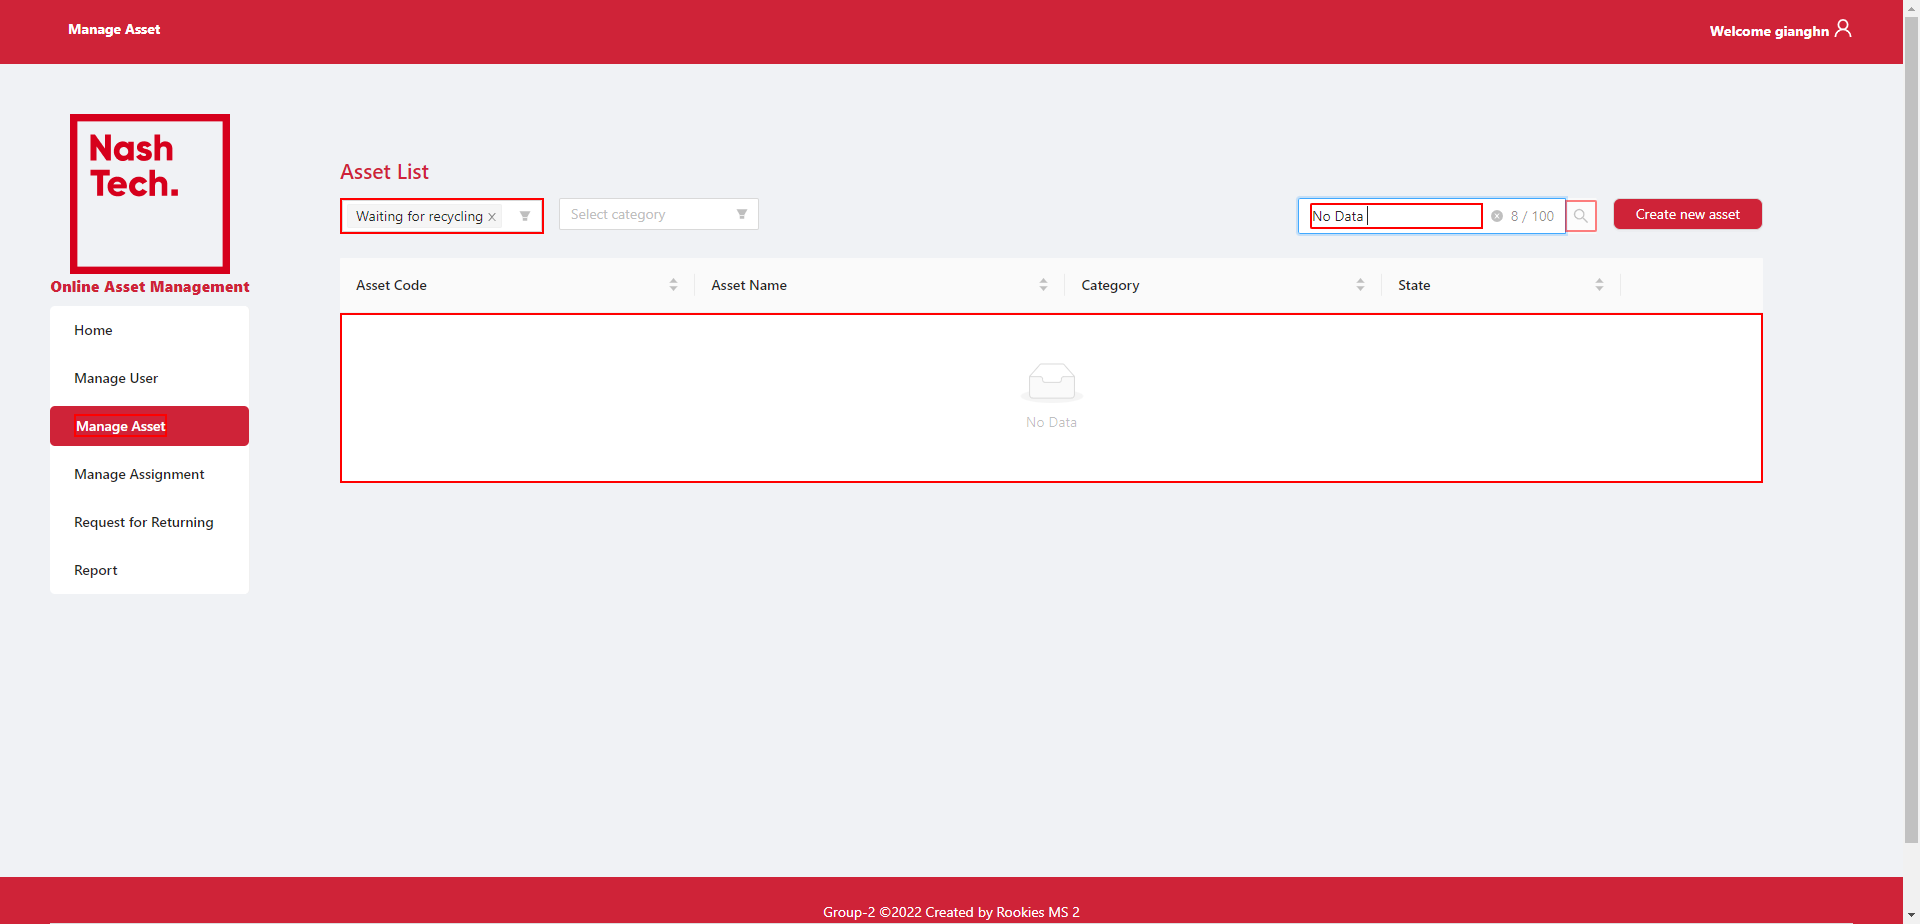 Manage Asset
Welcome gianghn
Nash
Tech.
Online Asset Management
Home
Manage User
Manage Asset
Manage Assignment
Request for Returning
Report
Asset List
Waiting for recycling
Select category
No Data
8 / 100
Create new asset
Asset Code
Asset Name
Category
State
No Data
Group-2 ©2022 Created by Rookies MS 2